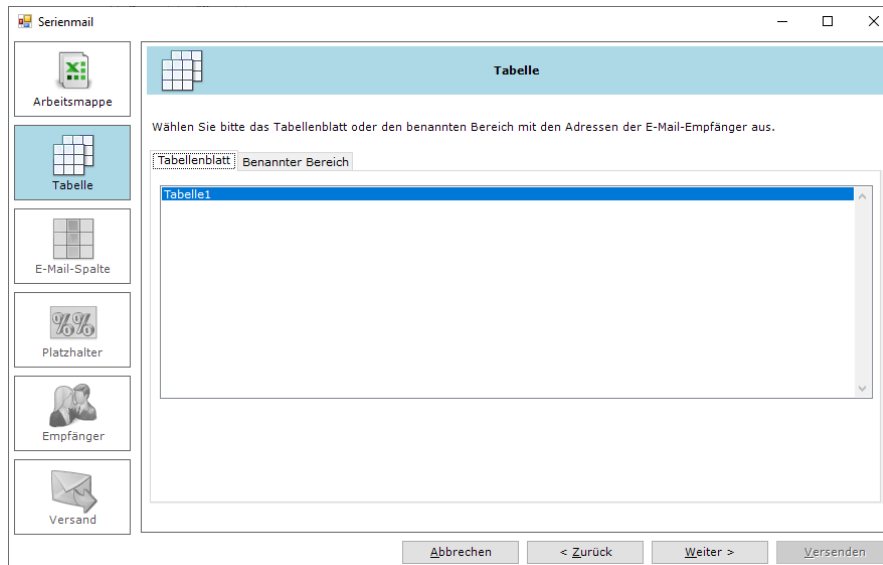 Serienmail
Arbeitsmappe
Tabelle
E-Mail-Spalte
Platzhalter
Empfänger
Versand
Tabelle
Wählen Sie bitte das Tabellenblatt oder den benannten Bereich mit den Adressen der E-Mail-Empfänger aus.
Tabellenblatt Benannter Bereich
Tabelle1
Abbrechen < Zurück Weiter > Versenden